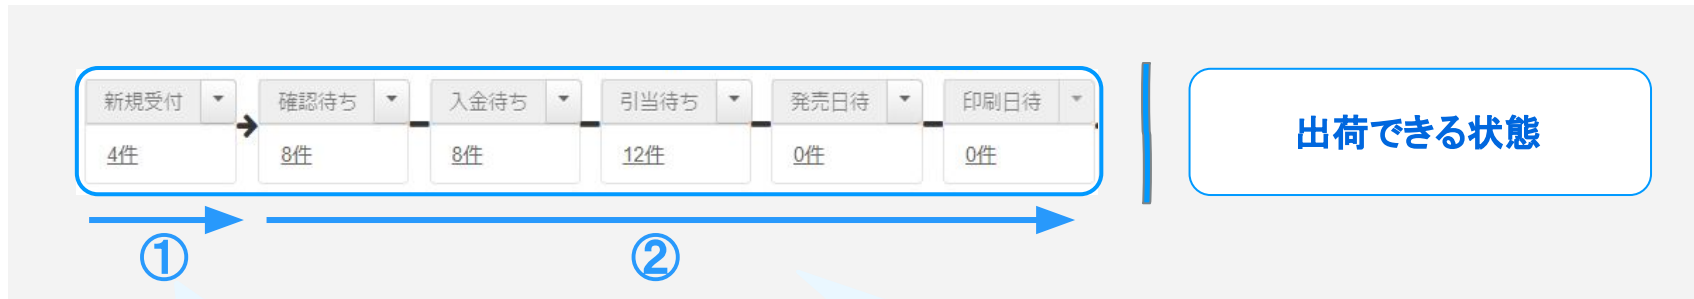 新規受付
確認待ち
入金待ち
引当待ち
発売日待
印刷日待
4件
8件
8件
12件
0件
0件
出荷できる状態
①
②